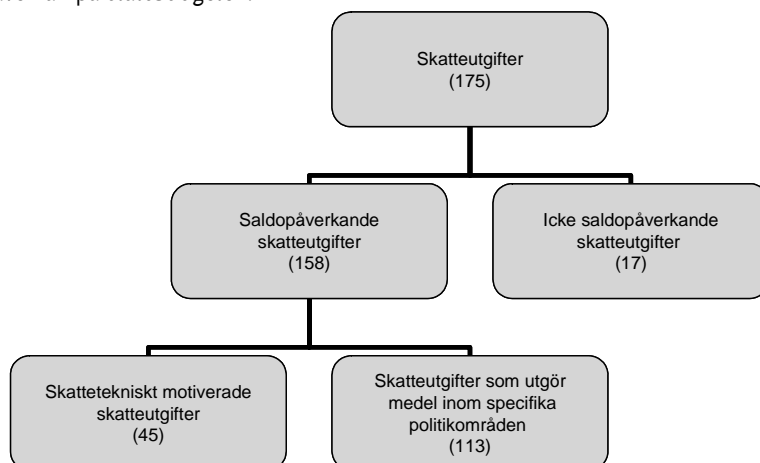 Skatteutgifter
(175)
Saldopåverkande
skatteutgifter
(158)
Icke saldopåverkande
skatteutgifter
(17)
Skattetekniskt motiverade
skatteutgifter
(45)
Skatteutgifter som utgör
medel inom specifika
politikområden
(113)